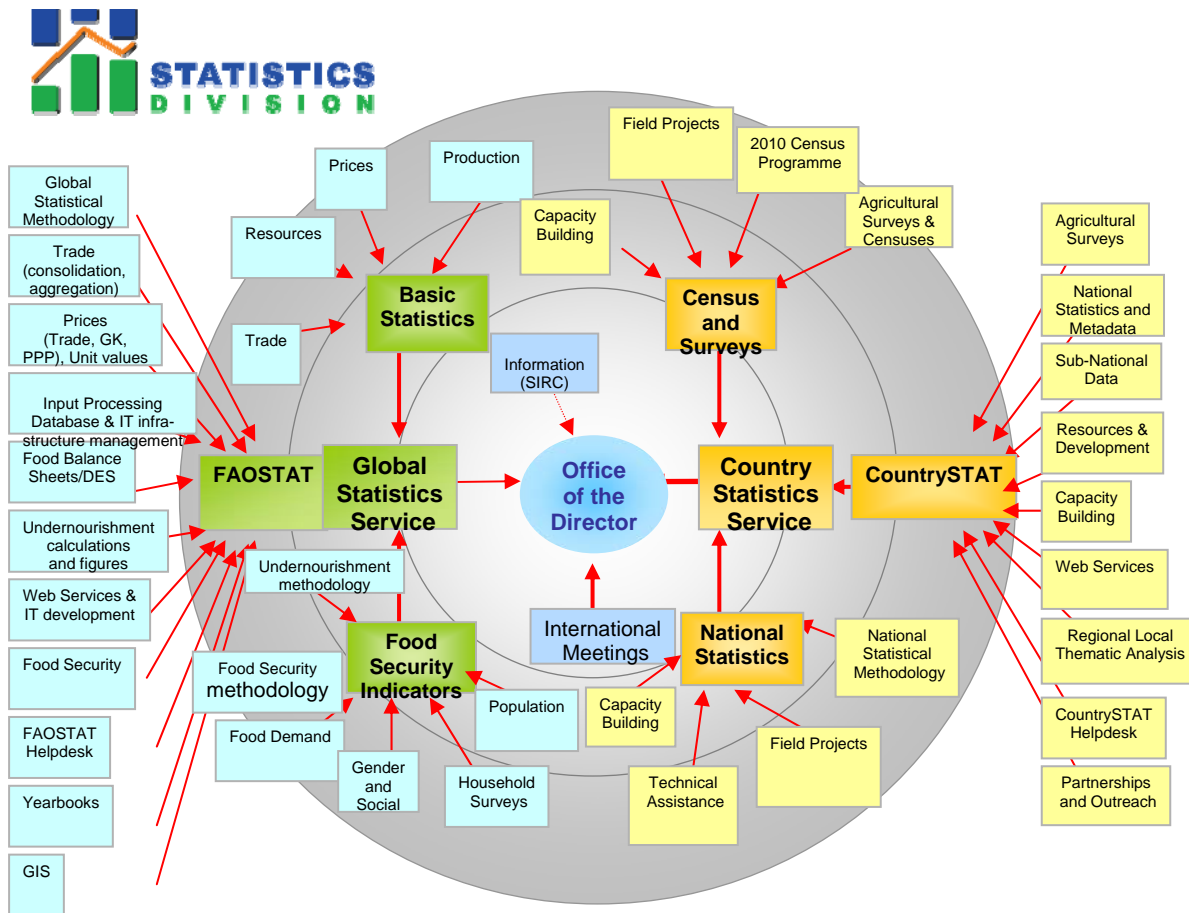 STATISTICS
DIVISION
Field Projects
2010 Census
Programme
Prices
Production
Global
Statistical
Methodology
Capacity
Building
Agricultural
Surveys &
Censuses
Agricultural
Surveys
Resources
Trade
(consolidation,
aggregation)
Basic
Statistics
Census
and
Surveys
National
Statistics
and Metadata
Prices
(Trade, GK,
PPP), Unit values
Trade
Information
(SIRC)
Sub-National
Data
Input Processing
Database & IT infra-
structure management
Resources &
Development
Food Balance
Sheets/DES
FAOSTAT
Global
Statistics
Service
Office
of the
Director
Country
Statistics
Service
CountrySTAT
Capacity
Building
Undernourishment
calculations
and figures
Undernourishment
methodology
Web Services
Web Services &
IT development
Food
Security
Indicators
International
Meetings
National
Statistics
National
Statistical
Methodology
Regional Local
Thematic Analysis
Food Security
Food Security
methodology
Population
Capacity
Building
CountrySTAT
Helpdesk
FAOSTAT
Helpdesk
Food Demand
Gender
and
Social
Household
Surveys
Technical
Assistance
Field Projects
Partnerships
and Outreach
Yearbooks
GIS